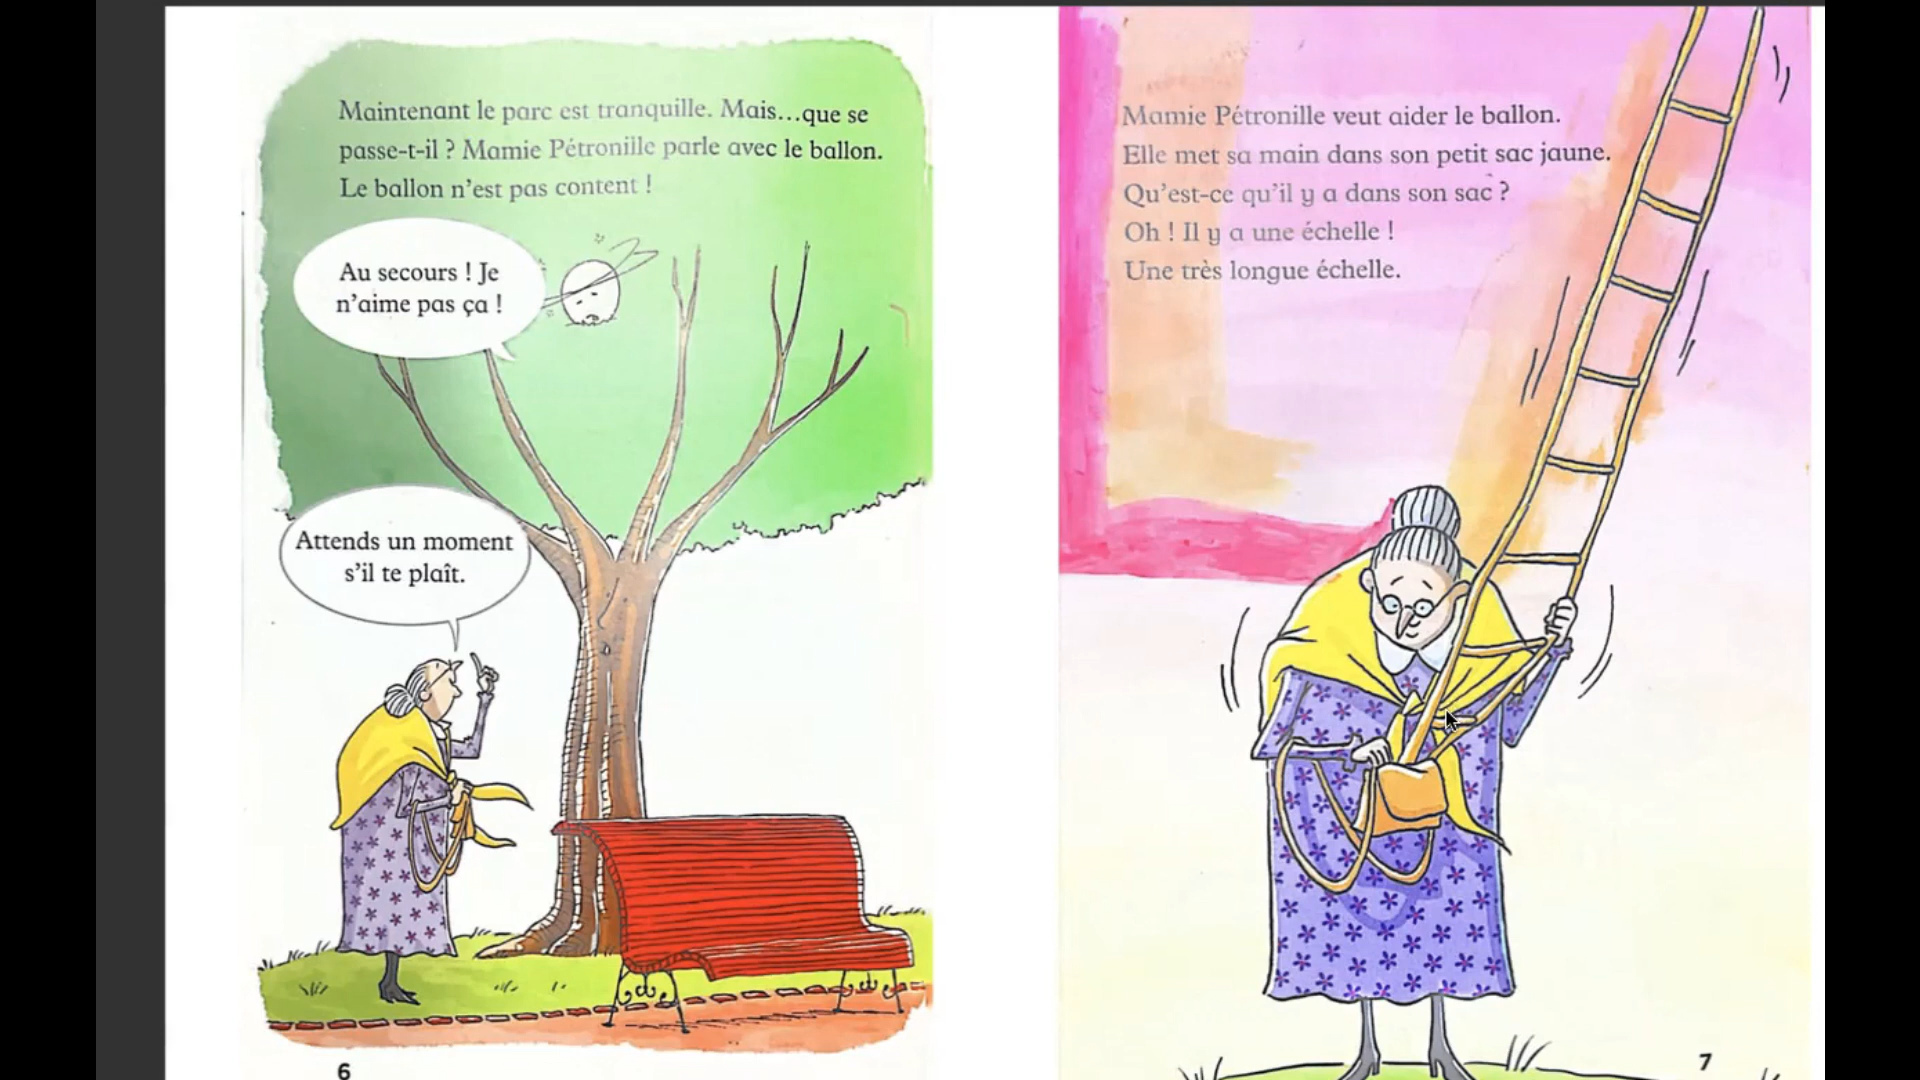 Maintenant le parc est tranquille. Mais...que se
passe-t-il ? Mamie Pétronille parle avec le ballon.
Le ballon n'est pas content !
Au secours ! Je
n'aime pas ça !
Attends un moment
s'il te plaît.
6
Mamie Pétronille veut aider le ballon.
Elle met sa main dans son petit sac jaune.
Qu'est-ce qu'il y a dans son sac ?
Oh ! Il y a une échelle !
Une très longue échelle.
7